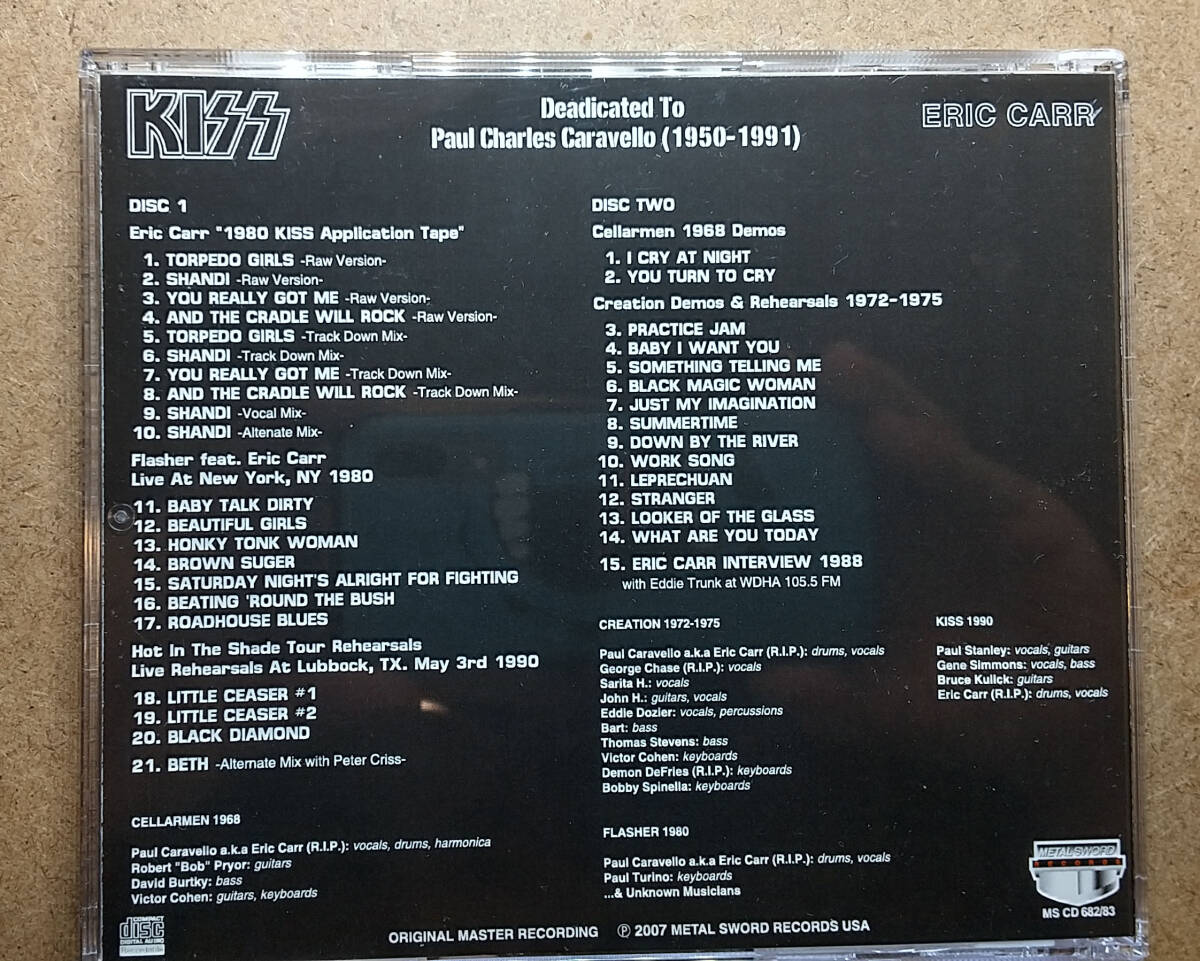 KISS
Deadicated To
Paul Charles Caravello (1950-1991)
ERIC CARR
DISC 1
Eric Carr "1980 KISS Application Tape"
1. TORPEDO GIRLS -Raw Version-
2. SHANDI -Raw Version-
3. YOU REALLY GOT ME -Raw Version-
4. AND THE CRADLE WILL ROCK -Raw Version-
5. TORPEDO GIRLS -Track Down Mix-
6. SHANDI -Track Down Mix-
7. YOU REALLY GOT ME -Track Down Mix-
8. AND THE CRADLE WILL ROCK -Track Down Mix-
9. SHANDI -Vocal Mix-
10. SHANDI -Altenate Mix-
Flasher feat. Eric Carr
Live At New York, NY 1980
11. BABY TALK DIRTY
12. BEAUTIFUL GIRLS
13. HONKY TONK WOMAN
14. BROWN SUGER
15. SATURDAY NIGHT'S ALRIGHT FOR FIGHTING
16. BEATING 'ROUND THE BUSH
17. ROADHOUSE BLUES
Hot In The Shade Tour Rehearsals
Live Rehearsals At Lubbock, TX. May 3rd 1990
18. LITTLE CEASER #1
19. LITTLE CEASER #2
20. BLACK DIAMOND
21. BETH -Alternate Mix with Peter Criss-
CELLARMEN 1968
Paul Caravello a.k.a Eric Carr (R.I.P.): vocals, drums, harmonica
Robert "Bob" Pryor: guitars
David Burtky: bass
Victor Cohen: guitars, keyboards
DISC TWO
Cellarmen 1968 Demos
1. I CRY AT NIGHT
2. YOU TURN TO CRY
Creation Demos & Rehearsals 1972-1975
3. PRACTICE JAM
4. BABY I WANT YOU
5. SOMETHING TELLING ME
6. BLACK MAGIC WOMAN
7. JUST MY IMAGINATION
8. SUMMERTIME
9. DOWN BY THE RIVER
10. WORK SONG
11. LEPRECHUAN
12. STRANGER
13. LOOKER OF THE GLASS
14. WHAT ARE YOU TODAY
15. ERIC CARR INTERVIEW 1988
with Eddie Trunk at WDHA 105.5 FM
CREATION 1972-1975
Paul Caravello a.k.a Eric Carr (R.I.P.): drums, vocals
George Chase (R.I.P.): vocals
Sarita H.: vocals
John H.: guitars, vocals
Eddie Dozier: vocals, percussions
Bart: bass
Thomas Stevens: bass
Victor Cohen: keyboards
Demon DeFries (R.I.P.): keyboards
Bobby Spinella: keyboards
KISS 1990
Paul Stanley: vocals, guitars
Gene Simmons: vocals, bass
Bruce Kulick: guitars
Eric Carr (R.I.P.): drums, vocals
FLASHER 1980
Paul Caravello a.k.a Eric Carr (R.I.P.): drums, vocals
Paul Turino: keyboards
...& Unknown Musicians
METAL SWORD
RECORDS
MS CD 682/83
COMPACT
disc
DIGITAL AUDIO
ORIGINAL MASTER RECORDING ℗ 2007 METAL SWORD RECORDS USA